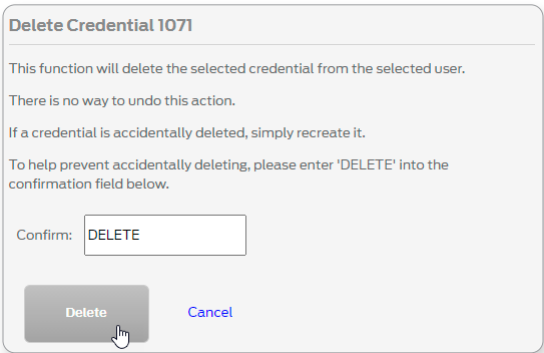 Delete Credential 1071
This function will delete the selected credential from the selected user.
There is no way to undo this action.
If a credential is accidentally deleted, simply recreate it.
To help prevent accidentally deleting, please enter 'DELETE' into the
confirmation field below.
Confirm: DELETE
Delete Cancel